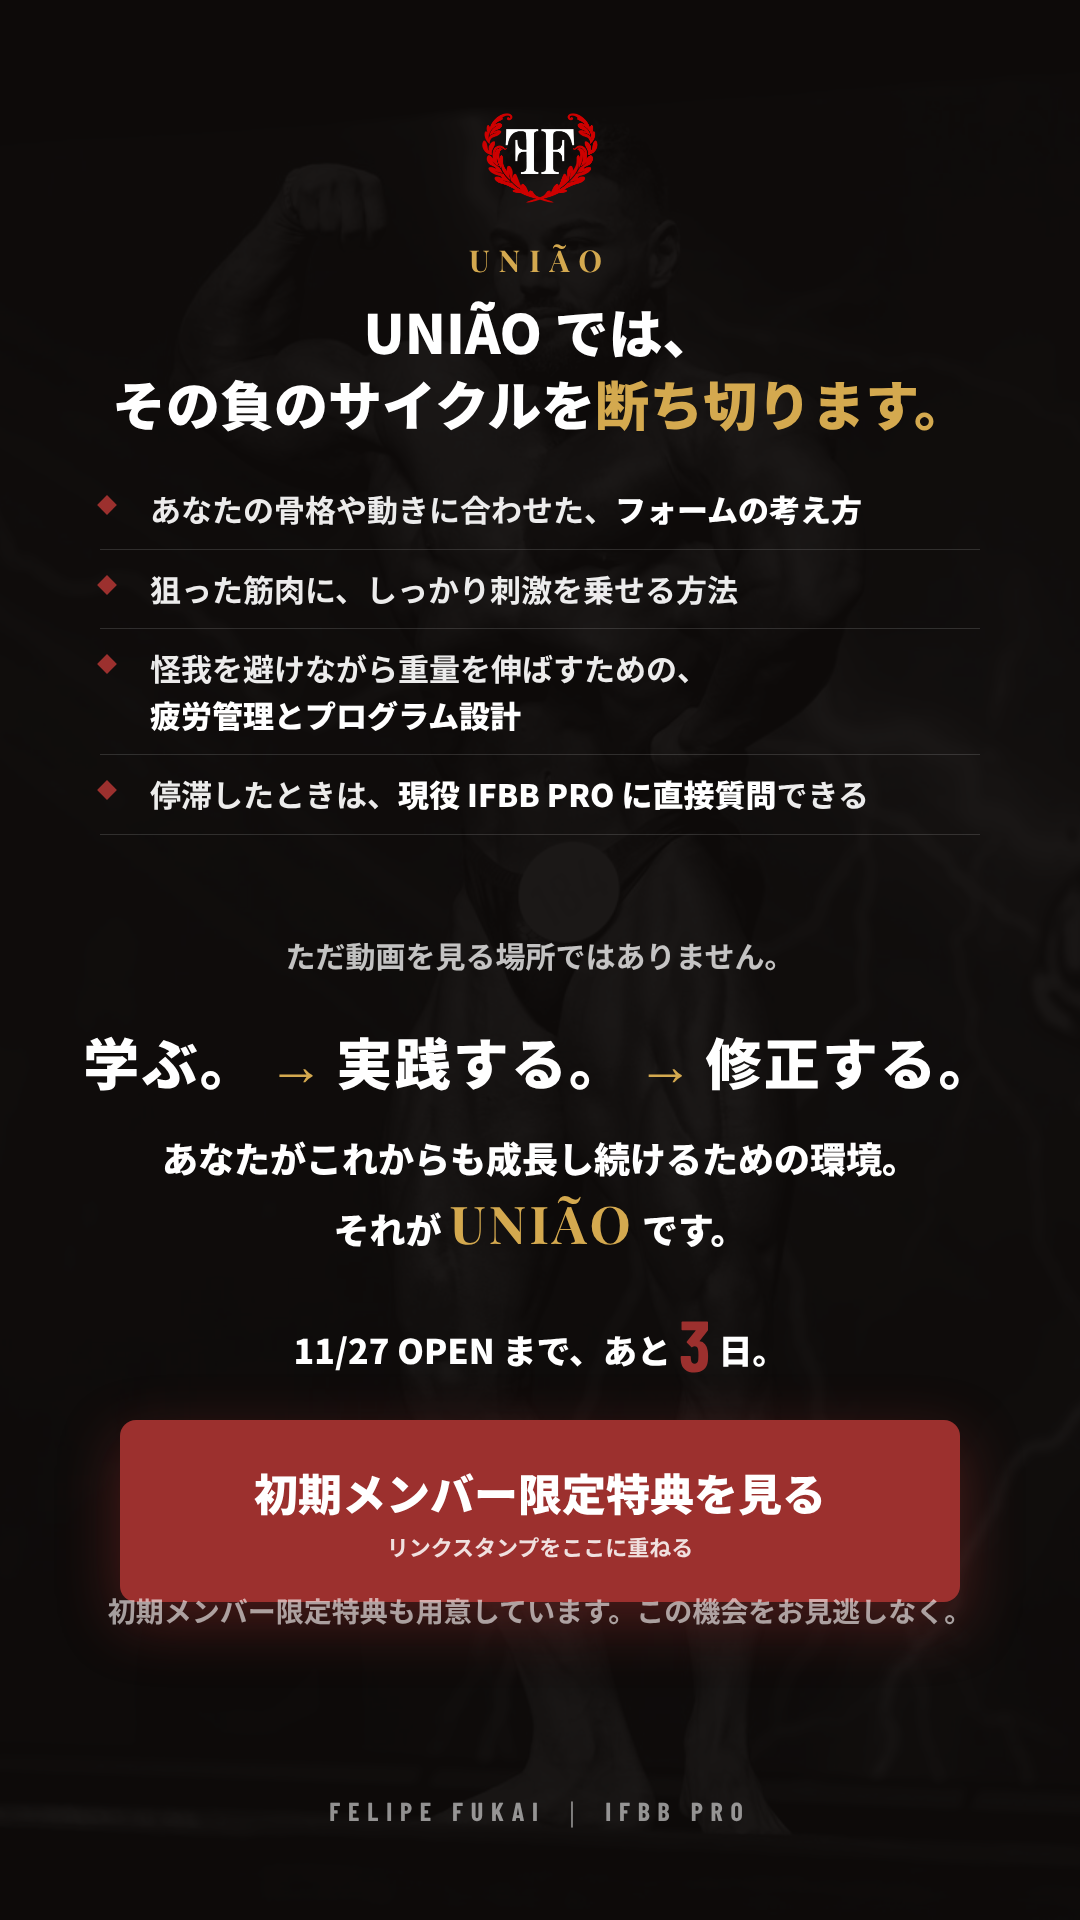 FF
UNIÃO
UNIÃO では、
その負のサイクルを断ち切ります。
あなたの骨格や動きに合わせた、フォームの考え方
狙った筋肉に、しっかり刺激を乗せる方法
怪我を避けながら重量を伸ばすための、
疲労管理とプログラム設計
停滞したときは、現役 IFBB PRO に直接質問できる
ただ動画を見る場所ではありません。
学ぶ。 → 実践する。 → 修正する。
あなたがこれからも成長し続けるための環境。
それが UNIÃO です。
11/27 OPEN まで、あと 3 日。
初期メンバー限定特典を見る
リンクスタンプをここに重ねる
初期メンバー限定特典も用意しています。この機会をお見逃しなく。
FELIPE FUKAI | IFBB PRO